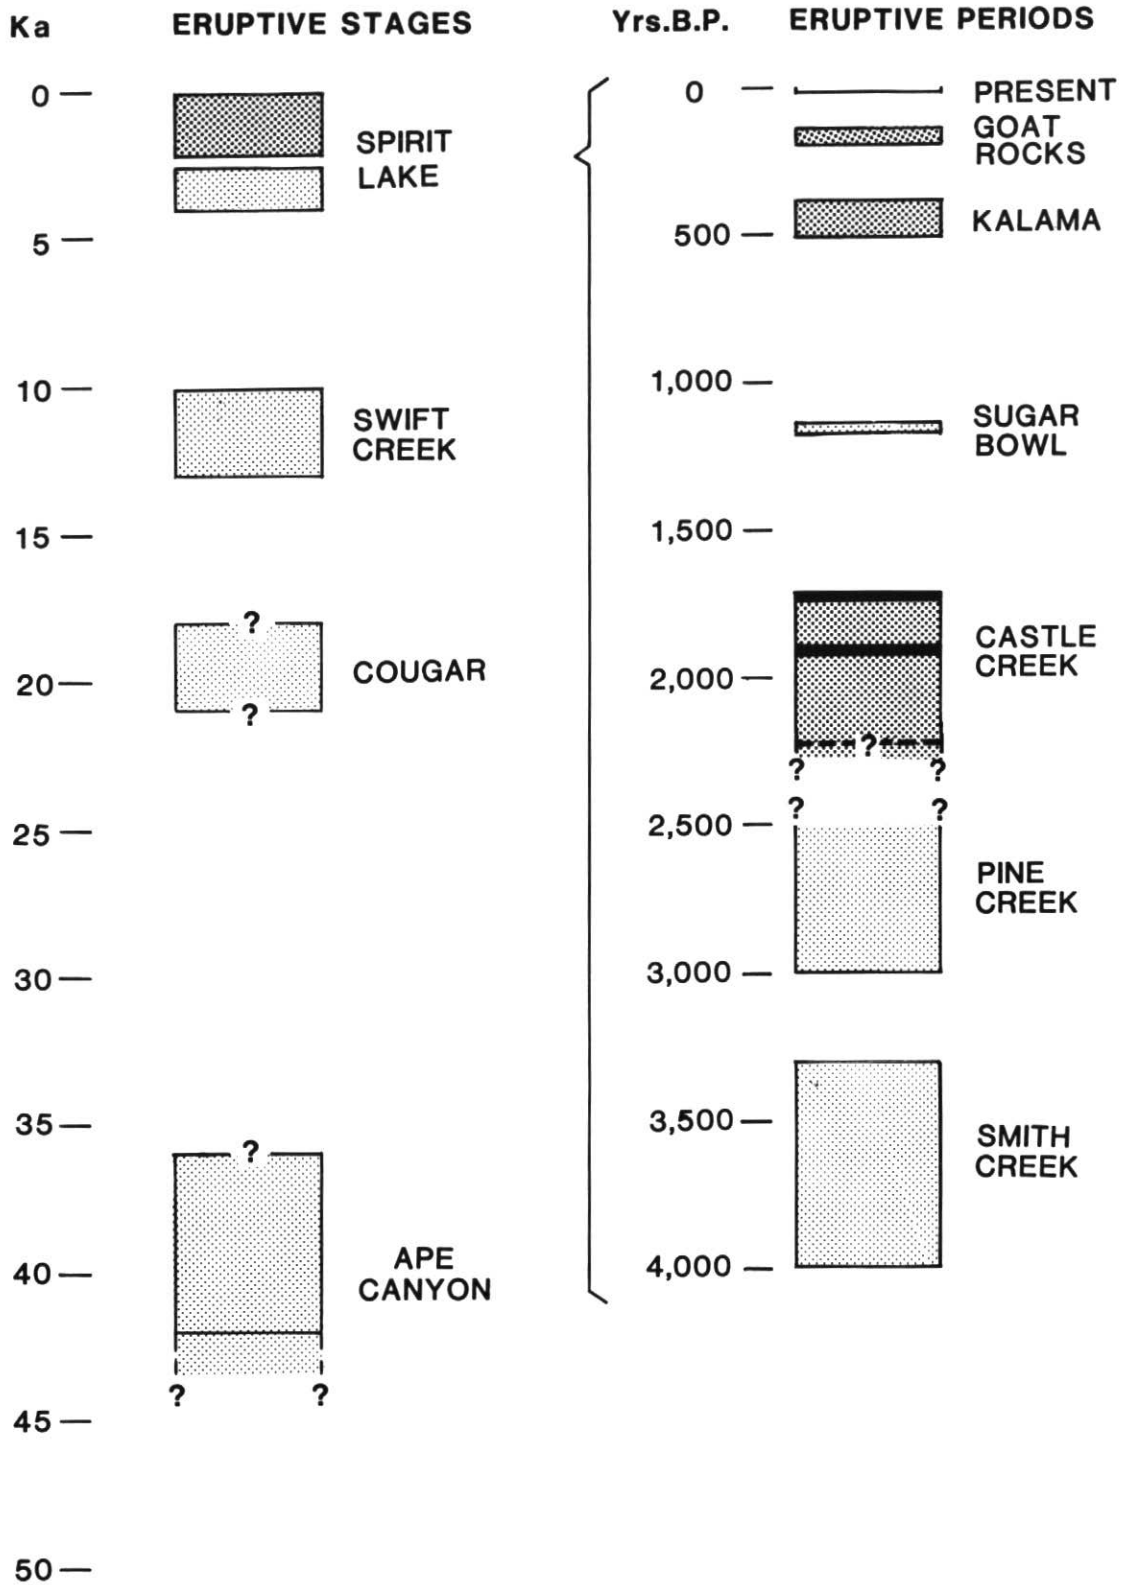 Ka ERUPTIVE STAGES
0
SPIRIT
LAKE
5
10
SWIFT
CREEK
15
?
20
COUGAR
?
25
30
35
?
APE
40
CANYON
? ?
45
50
Yrs.B.P. ERUPTIVE PERIODS
0
PRESENT
GOAT
ROCKS
500
KALAMA
1,000
SUGAR
BOWL
1,500
CASTLE
CREEK
2,000
?
? ?
? ?
2,500
PINE
CREEK
3,000
3,500
SMITH
CREEK
4,000